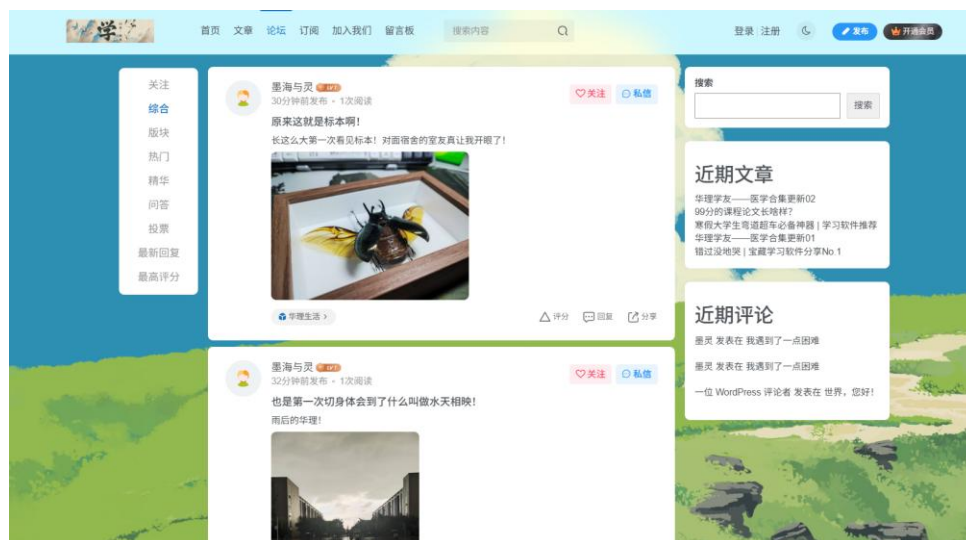 学
首页 文章 论坛 订阅 加入我们 留言板 搜索内容 登录 注册 发布 开通会员
关注
综合
版块
热门
精华
问答
投票
最新回复
最高评分
墨海与灵 LV1
30分钟前发布 · 1次阅读
关注 私信
原来这就是标本啊！
长这么大第一次看见标本！对面宿舍的室友真让我开眼了！
华理生活 >
评分 回复 分享
墨海与灵 LV1
32分钟前发布 · 1次阅读
关注 私信
也是第一次切身体会到了什么叫做水天相映！
雨后的华理！
搜索
搜索
近期文章
华理学友——医学合集更新02
99分的课程论文长啥样？
寒假大学生弯道超车必备神器 | 学习软件推荐
华理学友——医学合集更新01
错过没地哭 | 宝藏学习软件分享No.1
近期评论
墨灵 发表在 我遇到了一点困难
墨灵 发表在 我遇到了一点困难
一位 WordPress 评论者 发表在 世界，您好！